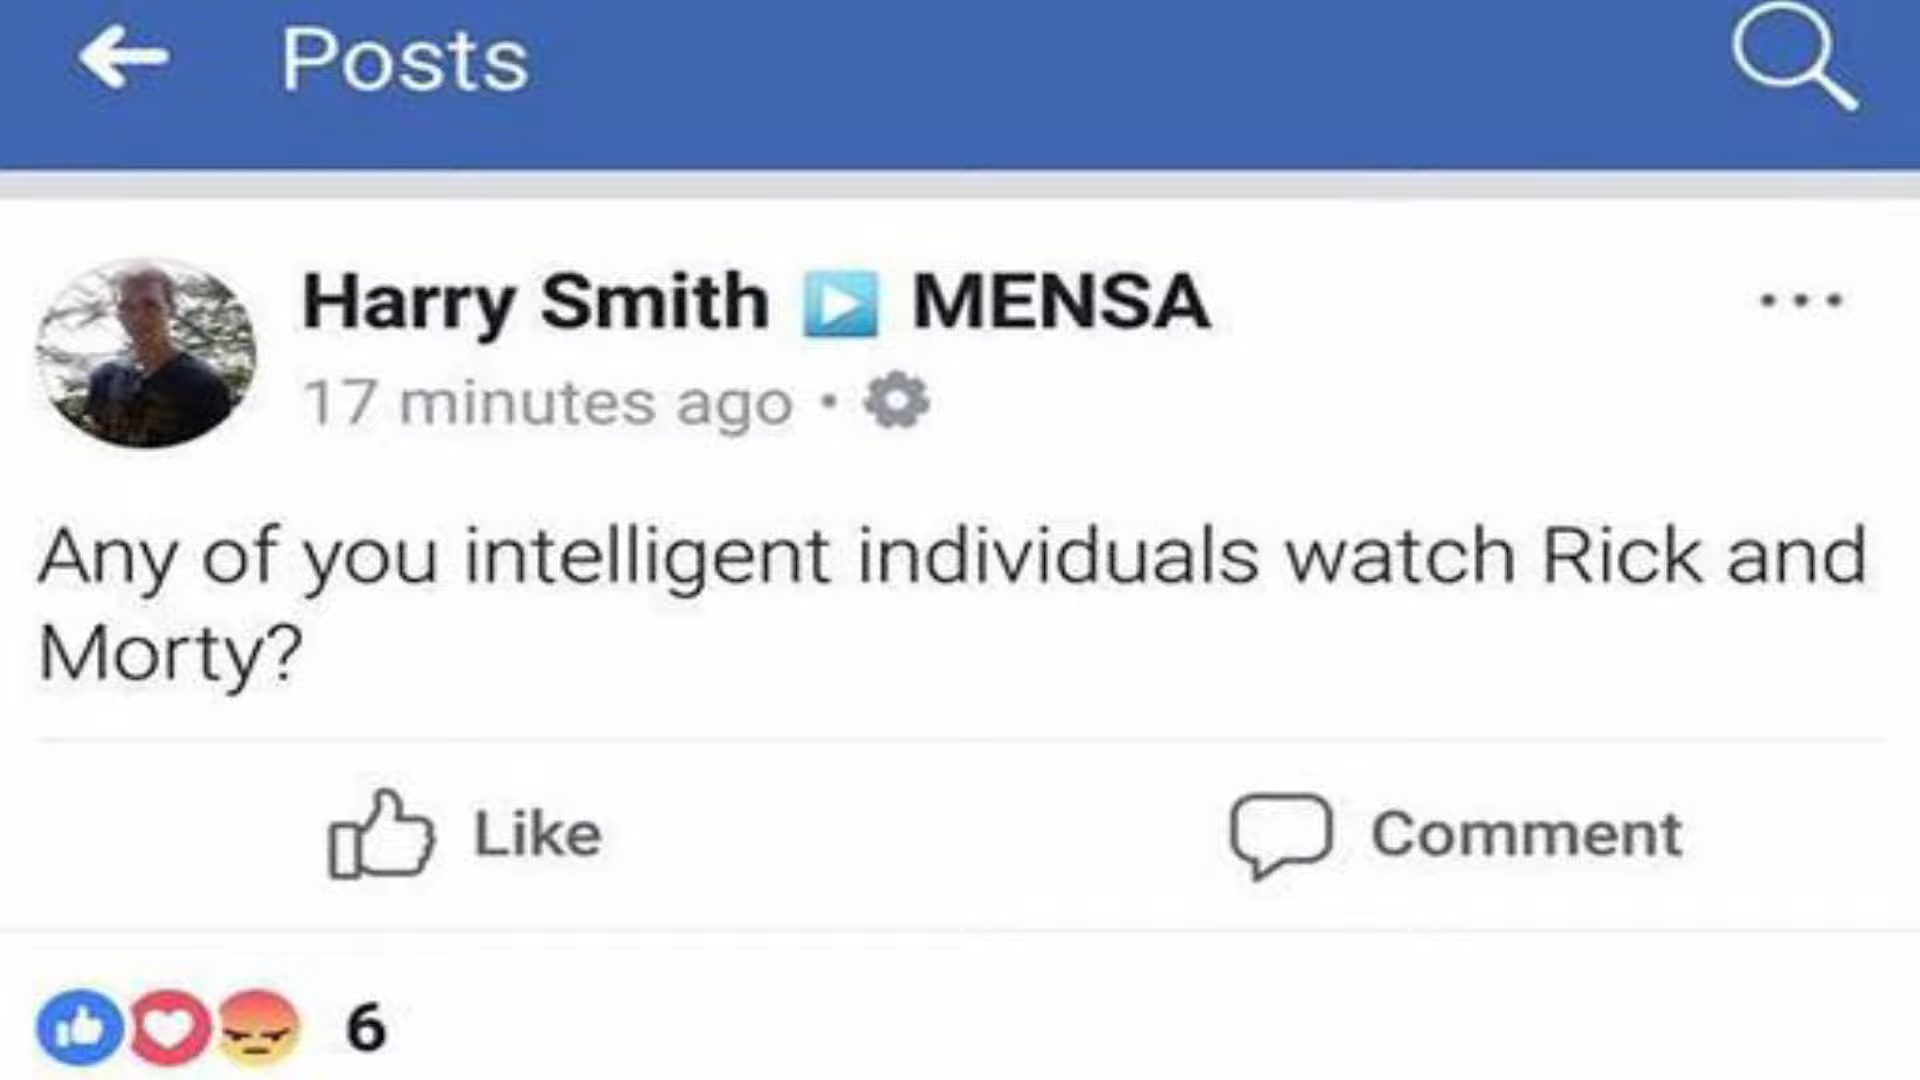 Posts
Harry Smith ▶ MENSA
17 minutes ago ·
Any of you intelligent individuals watch Rick and
Morty?
Like Comment
6